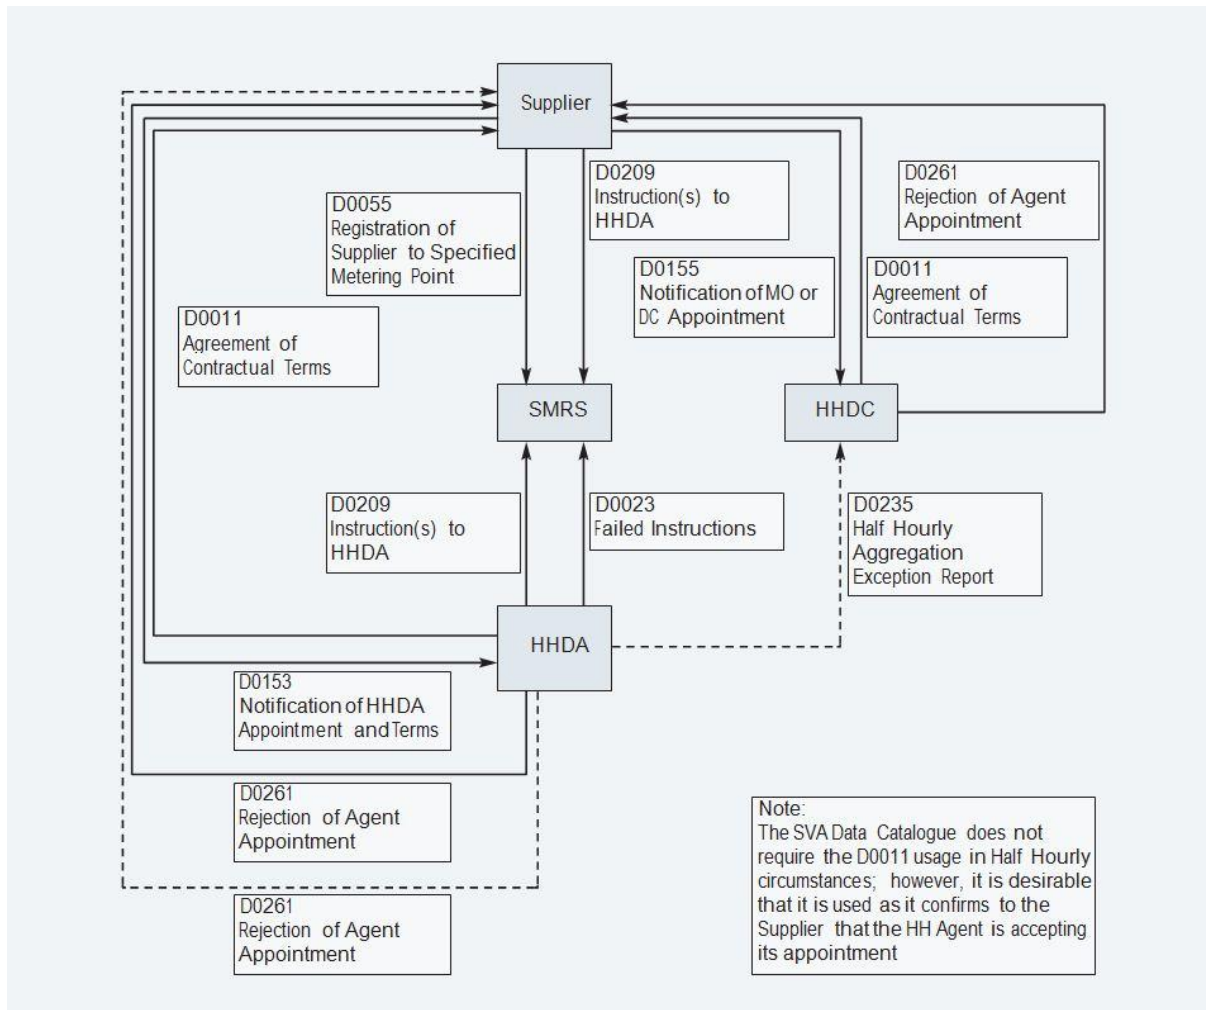 Supplier
D0209
Instruction(s) to
HHDA
D0261
Rejection of Agent
Appointment
D0055
Registration of
Supplier to Specified
Metering Point
D0155
Notification of MO or
DC Appointment
D0011
Agreement of
Contractual Terms
D0011
Agreement of
Contractual Terms
SMRS
HHDC
D0209
Instruction(s) to
HHDA
D0023
Failed Instructions
D0235
Half Hourly
Aggregation
Exception Report
HHDA
D0153
Notification of HHDA
Appointment and Terms
D0261
Rejection of Agent
Appointment
D0261
Rejection of Agent
Appointment
Note:
The SVA Data Catalogue does not
require the D0011 usage in Half Hourly
circumstances; however, it is desirable
that it is used as it confirms to the
Supplier that the HH Agent is accepting
its appointment